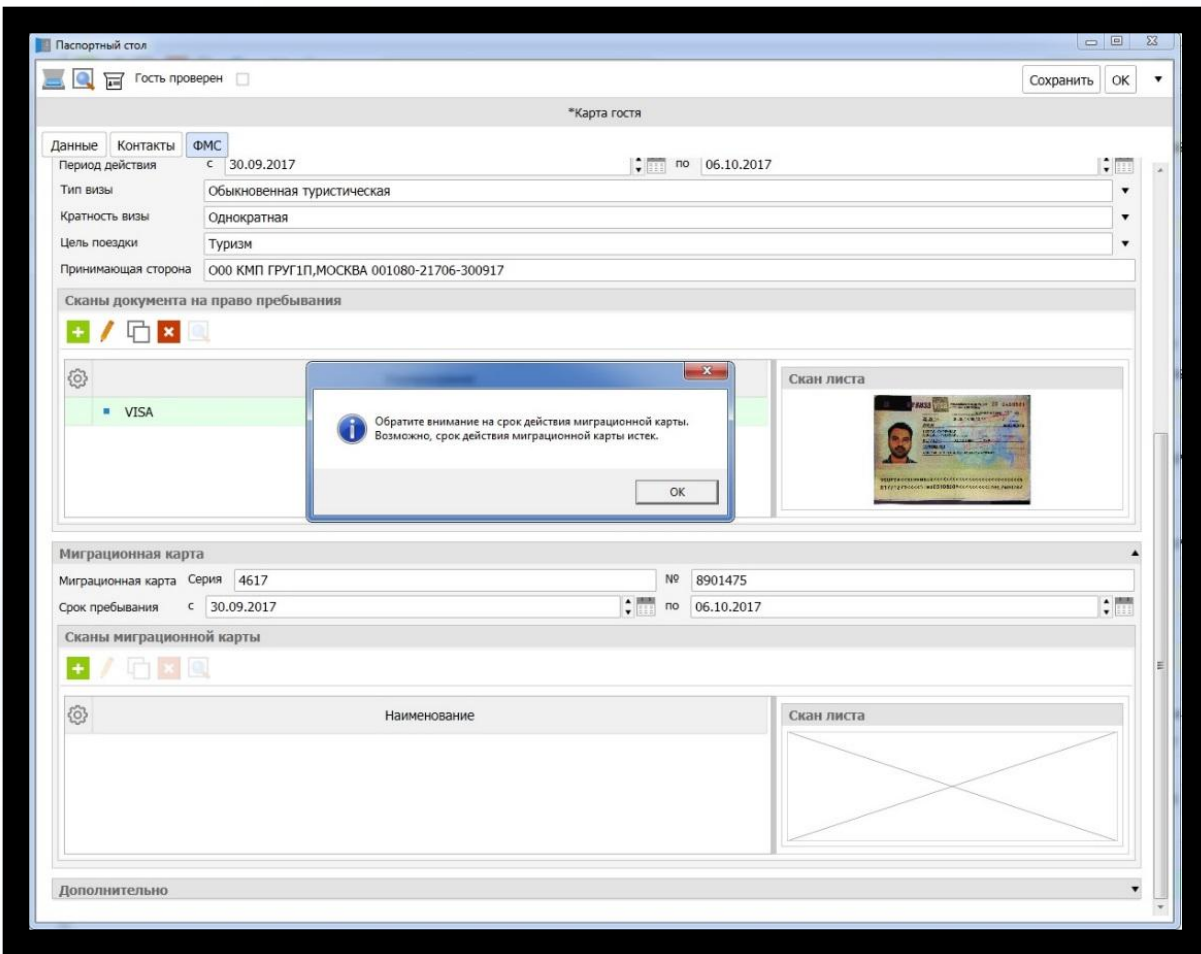 Паспортный стол
Гость проверен
Сохранить OK
*Карта гостя
Данные Контакты ФМС
Период действия с 30.09.2017 по 06.10.2017
Тип визы Обыкновенная туристическая
Кратность визы Однократная
Цель поездки Туризм
Принимающая сторона ООО КМП ГРУГ1П,МОСКВА 001080-21706-300917
Сканы документа на право пребывания
Скан листа
VISA
Обратите внимание на срок действия миграционной карты.
Возможно, срок действия миграционной карты истек.
OK
Миграционная карта
Миграционная карта Серия 4617 № 8901475
Срок пребывания с 30.09.2017 по 06.10.2017
Сканы миграционной карты
Наименование
Скан листа
Дополнительно